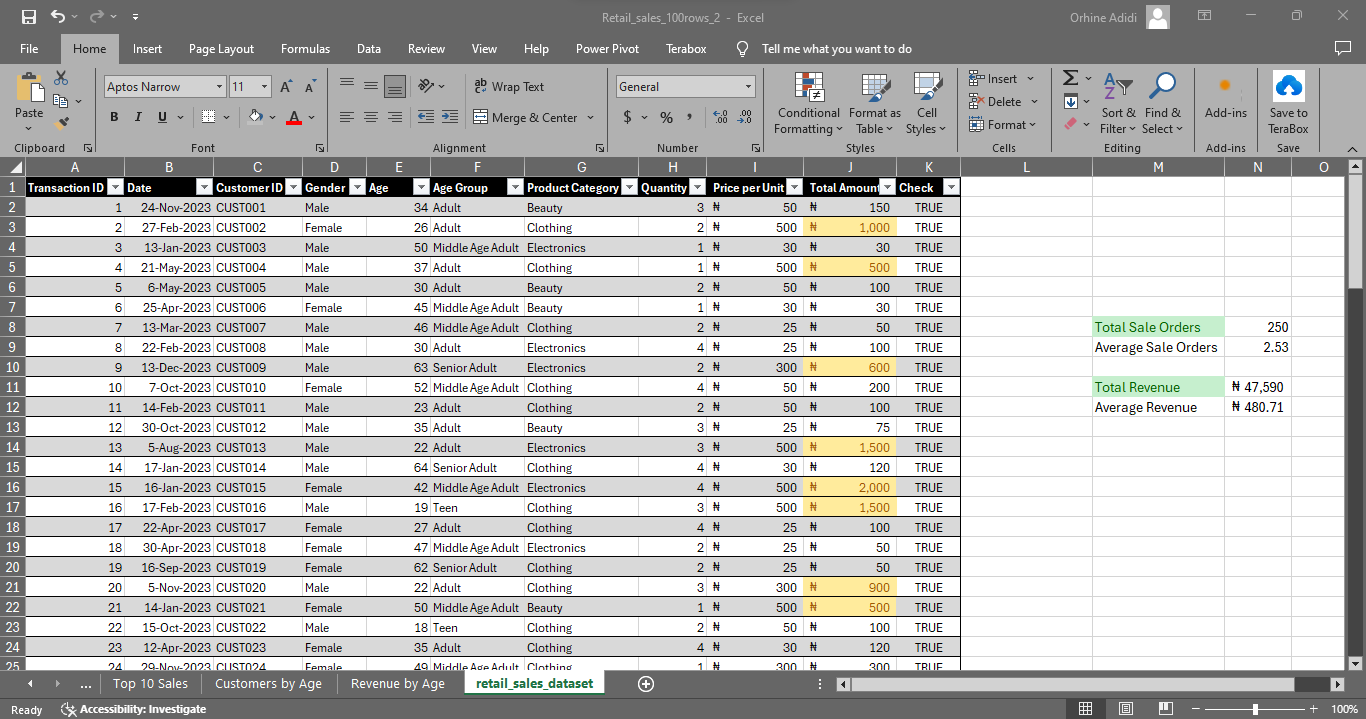 Retail_sales_100rows_2 - Excel
Orhine Adidi
File Home Insert Page Layout Formulas Data Review View Help Power Pivot Terabox Tell me what you want to do
Paste
Clipboard
Aptos Narrow 11
B I U
Font
Wrap Text
Merge & Center
Alignment
General
$ % ,
Number
Conditional Formatting
Format as Table
Cell Styles
Styles
Insert
Delete
Format
Cells
Sort & Filter
Find & Select
Editing
Add-ins
Add-ins
Save to TeraBox
Save
A B C D E F G H I J K L M N O
1 Transaction ID Date Customer ID Gender Age Age Group Product Category Quantity Price per Unit Total Amount Check
2 1 24-Nov-2023 CUST001 Male 34 Adult Beauty 3 ₦ 50 ₦ 150 TRUE
3 2 27-Feb-2023 CUST002 Female 26 Adult Clothing 2 ₦ 500 ₦ 1,000 TRUE
4 3 13-Jan-2023 CUST003 Male 50 Middle Age Adult Electronics 1 ₦ 30 ₦ 30 TRUE
5 4 21-May-2023 CUST004 Male 37 Adult Clothing 1 ₦ 500 ₦ 500 TRUE
6 5 6-May-2023 CUST005 Male 30 Adult Beauty 2 ₦ 50 ₦ 100 TRUE
7 6 25-Apr-2023 CUST006 Female 45 Middle Age Adult Beauty 1 ₦ 30 ₦ 30 TRUE
8 7 13-Mar-2023 CUST007 Male 46 Middle Age Adult Clothing 2 ₦ 25 ₦ 50 TRUE Total Sale Orders 250
9 8 22-Feb-2023 CUST008 Male 30 Adult Electronics 4 ₦ 25 ₦ 100 TRUE Average Sale Orders 2.53
10 9 13-Dec-2023 CUST009 Male 63 Senior Adult Electronics 2 ₦ 300 ₦ 600 TRUE
11 10 7-Oct-2023 CUST010 Female 52 Middle Age Adult Clothing 4 ₦ 50 ₦ 200 TRUE Total Revenue ₦ 47,590
12 11 14-Feb-2023 CUST011 Male 23 Adult Clothing 2 ₦ 50 ₦ 100 TRUE Average Revenue ₦ 480.71
13 12 30-Oct-2023 CUST012 Male 35 Adult Beauty 3 ₦ 25 ₦ 75 TRUE
14 13 5-Aug-2023 CUST013 Male 22 Adult Electronics 3 ₦ 500 ₦ 1,500 TRUE
15 14 17-Jan-2023 CUST014 Male 64 Senior Adult Clothing 4 ₦ 30 ₦ 120 TRUE
16 15 16-Jan-2023 CUST015 Female 42 Middle Age Adult Electronics 4 ₦ 500 ₦ 2,000 TRUE
17 16 17-Feb-2023 CUST016 Male 19 Teen Clothing 3 ₦ 500 ₦ 1,500 TRUE
18 17 22-Apr-2023 CUST017 Female 27 Adult Clothing 4 ₦ 25 ₦ 100 TRUE
19 18 30-Apr-2023 CUST018 Female 47 Middle Age Adult Electronics 2 ₦ 25 ₦ 50 TRUE
20 19 16-Sep-2023 CUST019 Female 62 Senior Adult Clothing 2 ₦ 25 ₦ 50 TRUE
21 20 5-Nov-2023 CUST020 Male 22 Adult Clothing 3 ₦ 300 ₦ 900 TRUE
22 21 14-Jan-2023 CUST021 Female 50 Middle Age Adult Beauty 1 ₦ 500 ₦ 500 TRUE
23 22 15-Oct-2023 CUST022 Male 18 Teen Clothing 2 ₦ 50 ₦ 100 TRUE
24 23 12-Apr-2023 CUST023 Female 35 Adult Clothing 4 ₦ 30 ₦ 120 TRUE
25 24 29-Nov-2023 CUST024 Female 49 Middle Age Adult Clothing 1 ₦ 300 ₦ 300 TRUE
... Top 10 Sales Customers by Age Revenue by Age retail_sales_dataset
Ready Accessibility: Investigate 100%